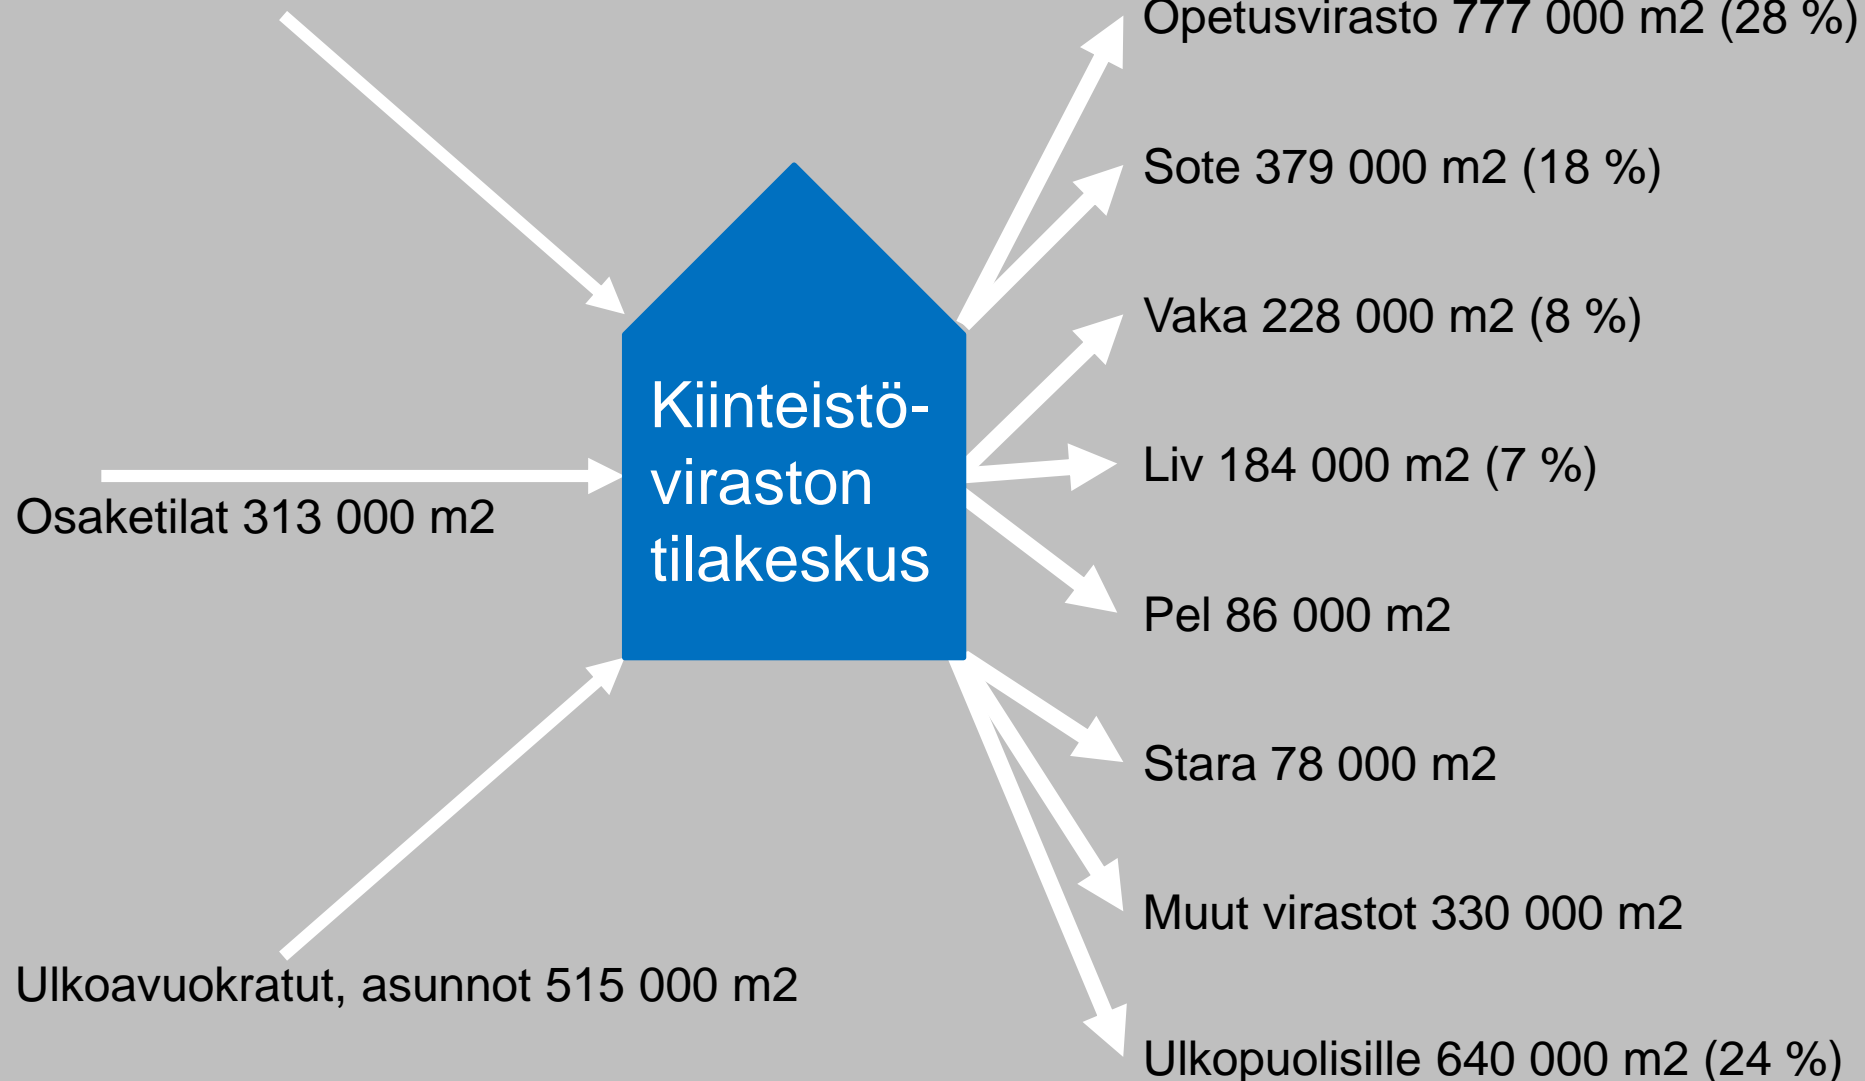 Opetusvirasto 777 000 m2 (28 %)
Sote 379 000 m2 (18 %)
Vaka 228 000 m2 (8 %)
Liv 184 000 m2 (7 %)
Pel 86 000 m2
Stara 78 000 m2
Muut virastot 330 000 m2
Ulkopuolisille 640 000 m2 (24 %)
Kiinteistö-
viraston
tilakeskus
Osaketilat 313 000 m2
Ulkoavuokratut, asunnot 515 000 m2